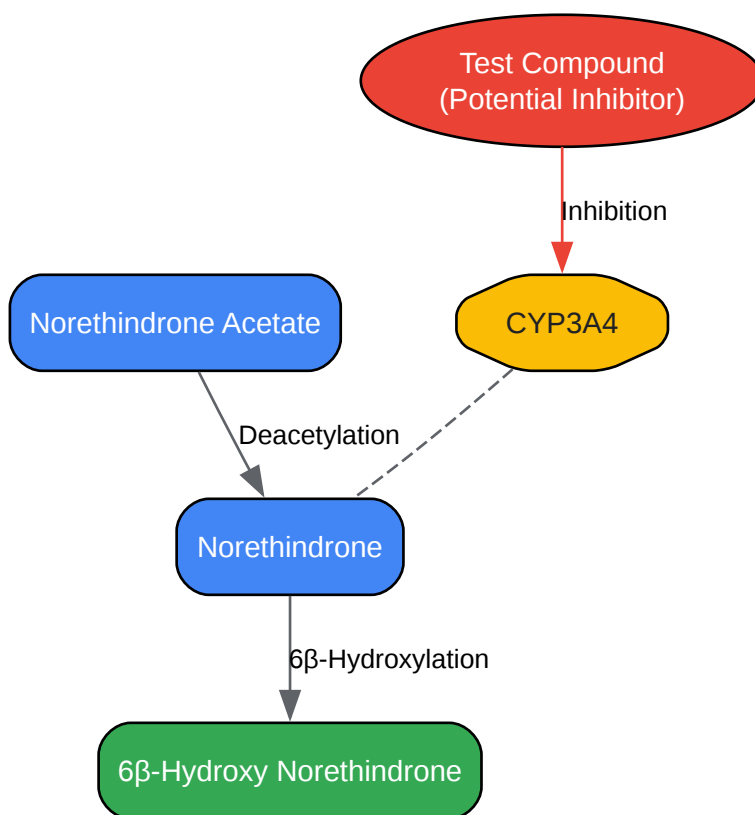 Test Compound
(Potential Inhibitor)
Inhibition
Norethindrone Acetate
CYP3A4
Deacetylation
Norethindrone
6β-Hydroxylation
6β-Hydroxy Norethindrone